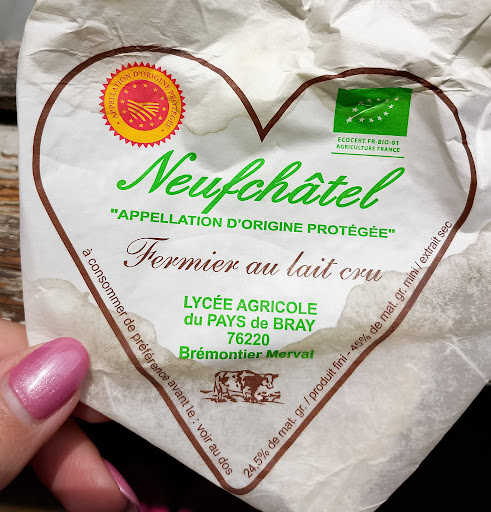 APPELLATION D'ORIGINE PROTÉGÉE
ECOCERT FR-BIO-01
AGRICULTURE FRANCE
Neufchâtel
"APPELLATION D'ORIGINE PROTÉGÉE"
Fermier au lait cru
LYCÉE AGRICOLE
du PAYS de BRAY
76220
Brémontier Merval
à consommer de préférence avant le : voir au dos
24,5% de mat. gr. / produit fini - 45% de mat. gr. mini / extrait sec